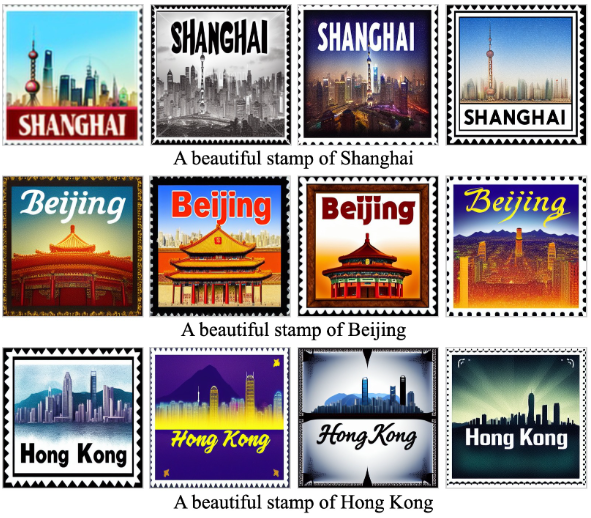 SHANGHAI SHANGHAI SHANGHAI SHANGHAI
A beautiful stamp of Shanghai
Beijing Beijing Beijing Beijing
A beautiful stamp of Beijing
Hong Kong Hong Kong Hong Kong Hong Kong
A beautiful stamp of Hong Kong